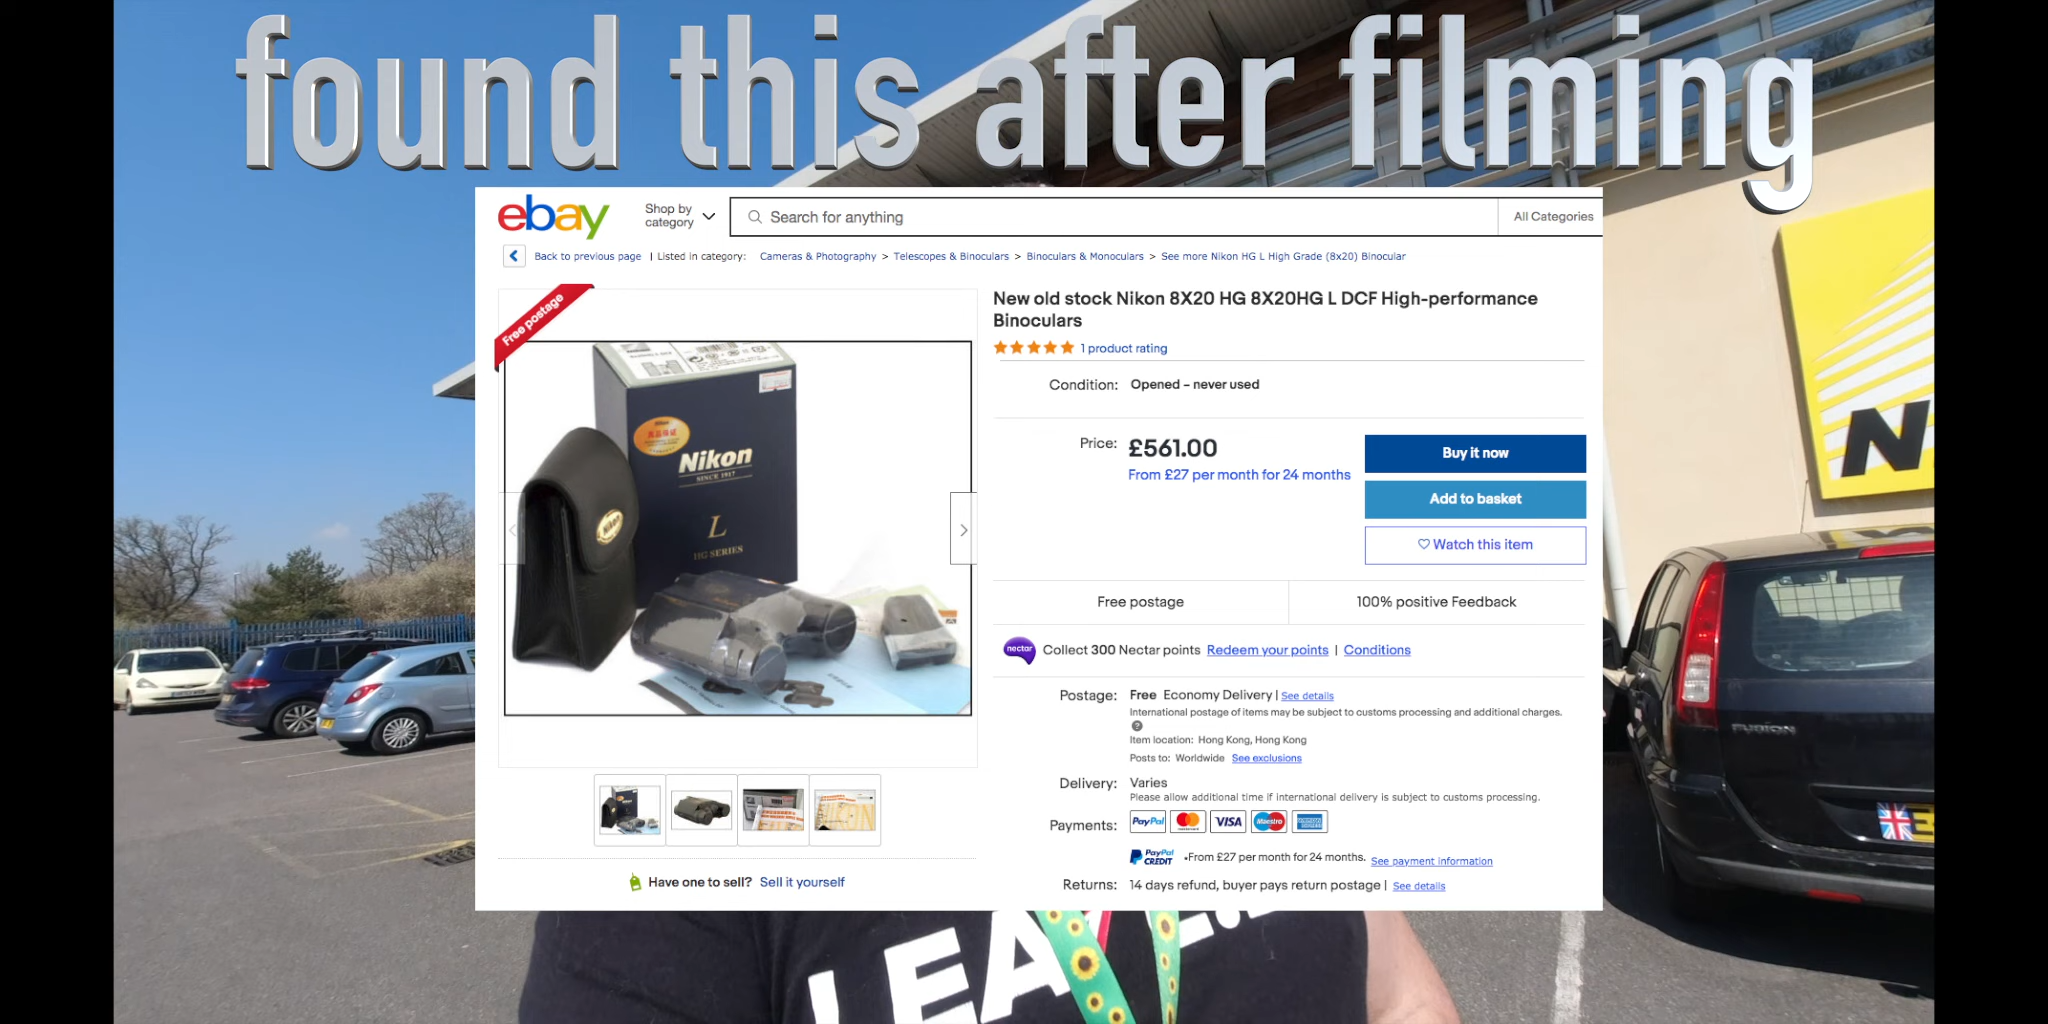 found this after filming
ebay
Shop by
category
Search for anything
All Categories
Back to previous page | Listed in category: Cameras & Photography > Telescopes & Binoculars > Binoculars & Monoculars > See more Nikon HG L High Grade (8x20) Binocular
Free postage
New old stock Nikon 8X20 HG 8X20HG L DCF High-performance
Binoculars
1 product rating
Condition: Opened – never used
Price: £561.00
From £27 per month for 24 months
Buy it now
Add to basket
Watch this item
Nikon
SINCE 1917
L
HG SERIES
Nikon
Free postage
100% positive Feedback
nectar
Collect 300 Nectar points Redeem your points | Conditions
Postage: Free Economy Delivery | See details
International postage of items may be subject to customs processing and additional charges.
Item location: Hong Kong, Hong Kong
Posts to: Worldwide See exclusions
Delivery: Varies
Please allow additional time if international delivery is subject to customs processing.
Payments: PayPal VISA Maestro
PayPal
CREDIT
•From £27 per month for 24 months. See payment information
Returns: 14 days refund, buyer pays return postage | See details
Have one to sell? Sell it yourself
FUSION